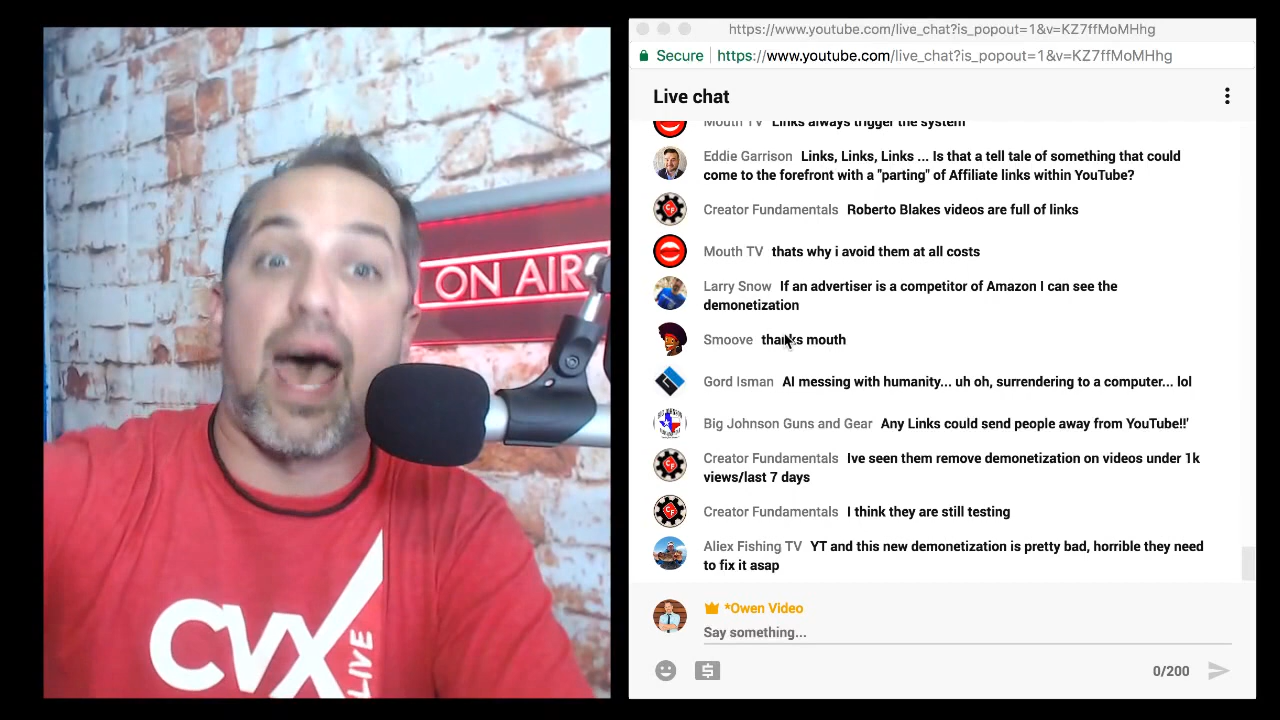 ON AIR
CVX
LIVE
https://www.youtube.com/live_chat?is_popout=1&v=KZ7ffMoMHhg
Secure https://www.youtube.com/live_chat?is_popout=1&v=KZ7ffMoMHhg
Live chat
Mouth TV Links always trigger the system
Eddie Garrison Links, Links, Links ... Is that a tell tale of something that could
come to the forefront with a "parting" of Affiliate links within YouTube?
Creator Fundamentals Roberto Blakes videos are full of links
Mouth TV thats why i avoid them at all costs
Larry Snow If an advertiser is a competitor of Amazon I can see the
demonetization
Smoove thanks mouth
Gord Isman AI messing with humanity... uh oh, surrendering to a computer... lol
Big Johnson Guns and Gear Any Links could send people away from YouTube!!'
Creator Fundamentals Ive seen them remove demonetization on videos under 1k
views/last 7 days
Creator Fundamentals I think they are still testing
Aliex Fishing TV YT and this new demonetization is pretty bad, horrible they need
to fix it asap
*Owen Video
Say something...
0/200